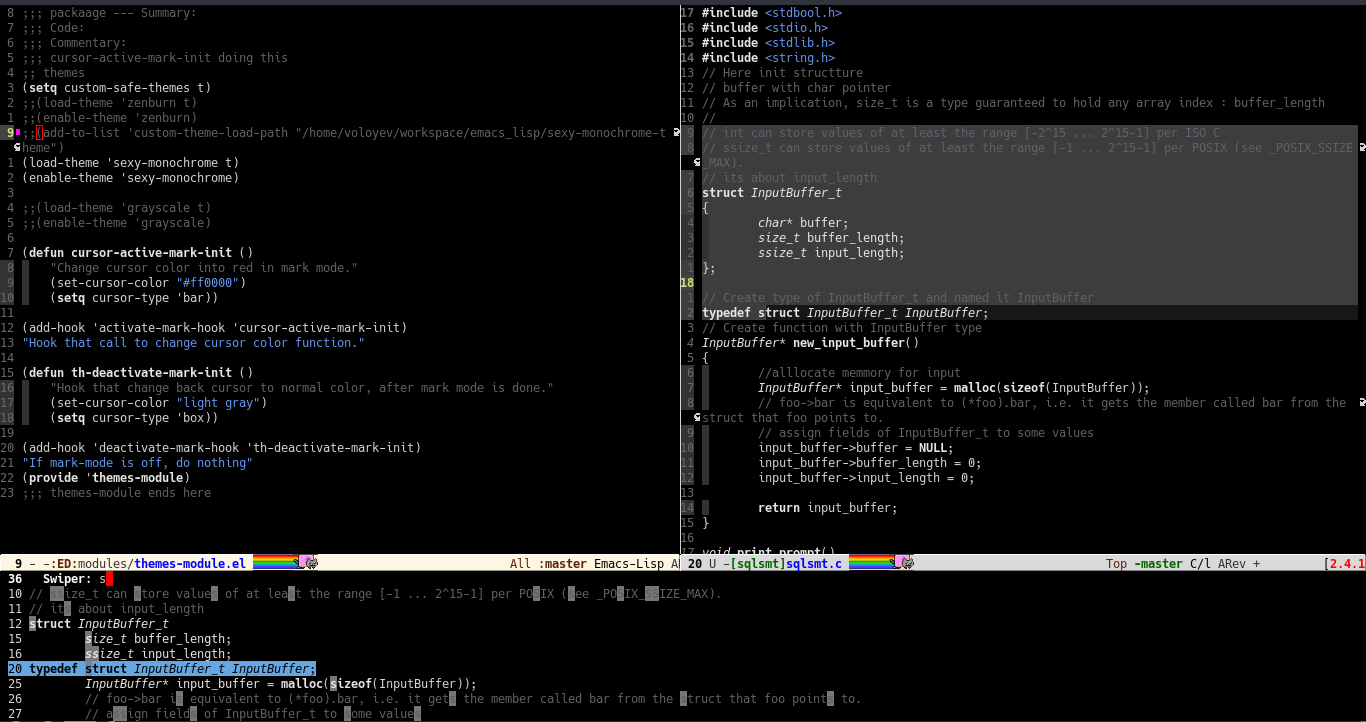 8 ;;; packaage --- Summary:
7 ;;; Code:
6 ;;; Commentary:
5 ;;; cursor-active-mark-init doing this
4 ;; themes
3 (setq custom-safe-themes t)
2 ;;(load-theme 'zenburn t)
1 ;;(enable-theme 'zenburn)
9 ;;(add-to-list 'custom-theme-load-path "/home/voloyev/workspace/emacs_lisp/sexy-monochrome-t
heme")
1 (load-theme 'sexy-monochrome t)
2 (enable-theme 'sexy-monochrome)
3
4 ;;(load-theme 'grayscale t)
5 ;;(enable-theme 'grayscale)
6
7 (defun cursor-active-mark-init ()
8 "Change cursor color into red in mark mode."
9 (set-cursor-color "#ff0000")
10 (setq cursor-type 'bar))
11
12 (add-hook 'activate-mark-hook 'cursor-active-mark-init)
13 "Hook that call to change cursor color function."
14
15 (defun th-deactivate-mark-init ()
16 "Hook that change back cursor to normal color, after mark mode is done."
17 (set-cursor-color "light gray")
18 (setq cursor-type 'box))
19
20 (add-hook 'deactivate-mark-hook 'th-deactivate-mark-init)
21 "If mark-mode is off, do nothing"
22 (provide 'themes-module)
23 ;;; themes-module ends here
9 - -:ED:modules/themes-module.el All :master Emacs-Lisp A
17 #include <stdbool.h>
16 #include <stdio.h>
15 #include <stdlib.h>
14 #include <string.h>
13 // Here init structture
12 // buffer with char pointer
11 // As an implication, size_t is a type guaranteed to hold any array index : buffer_length
10 //
9 // int can store values of at least the range [-2^15 ... 2^15-1] per ISO C
8 // ssize_t can store values of at least the range [-1 ... 2^15-1] per POSIX (see _POSIX_SSIZE
_MAX).
7 // its about input_length
6 struct InputBuffer_t
5 {
4 char* buffer;
3 size_t buffer_length;
2 ssize_t input_length;
1 };
18
1 // Create type of InputBuffer_t and named it InputBuffer
2 typedef struct InputBuffer_t InputBuffer;
3 // Create function with InputBuffer type
4 InputBuffer* new_input_buffer()
5 {
6 //alllocate memmory for input
7 InputBuffer* input_buffer = malloc(sizeof(InputBuffer));
8 // foo->bar is equivalent to (*foo).bar, i.e. it gets the member called bar from the
struct that foo points to.
9 // assign fields of InputBuffer_t to some values
10 input_buffer->buffer = NULL;
11 input_buffer->buffer_length = 0;
12 input_buffer->input_length = 0;
13
14 return input_buffer;
15 }
16
17 void print_prompt()
20 U -[sqlsmt]sqlsmt.c Top -master C/l ARev + [2.4.1
36 Swiper: s
10 // ssize_t can store values of at least the range [-1 ... 2^15-1] per POSIX (see _POSIX_SSIZE_MAX).
11 // its about input_length
12 struct InputBuffer_t
15 size_t buffer_length;
16 ssize_t input_length;
20 typedef struct InputBuffer_t InputBuffer;
25 InputBuffer* input_buffer = malloc(sizeof(InputBuffer));
26 // foo->bar is equivalent to (*foo).bar, i.e. it gets the member called bar from the struct that foo points to.
27 // assign fields of InputBuffer_t to some values